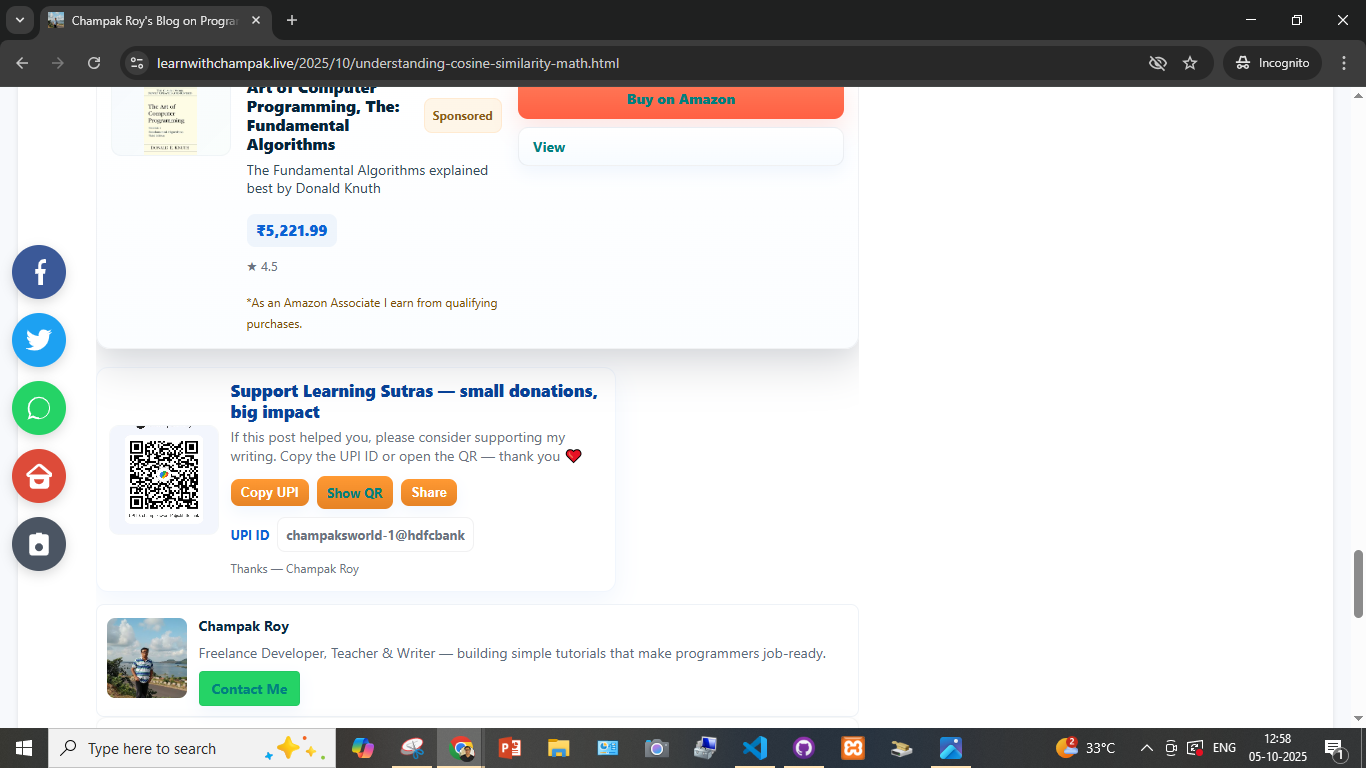 Champak Roy's Blog on Progra
learnwithchampak.live/2025/10/understanding-cosine-similarity-math.html
Incognito
Art of Computer
Programming, The:
Fundamental
Algorithms
Sponsored
Buy on Amazon
View
The Art of
Computer
Programming
DONALD E. KNUTH
The Fundamental Algorithms explained
best by Donald Knuth
₹5,221.99
★ 4.5
*As an Amazon Associate I earn from qualifying
purchases.
Support Learning Sutras — small donations,
big impact
If this post helped you, please consider supporting my
writing. Copy the UPI ID or open the QR — thank you ❤️
Copy UPI
Show QR
Share
UPI ID
champaksworld-1@hdfcbank
Thanks — Champak Roy
Champak Roy
Freelance Developer, Teacher & Writer — building simple tutorials that make programmers job-ready.
Contact Me
Type here to search
2
33°C
ENG
12:58
05-10-2025
1